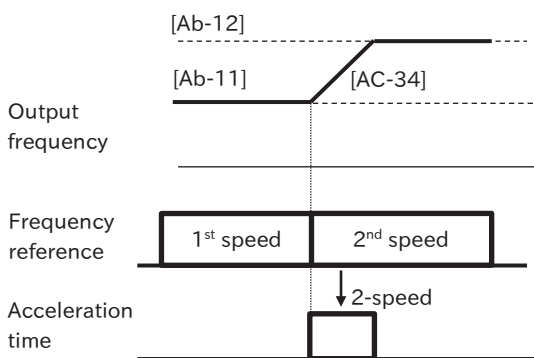 [Ab-12]
[Ab-11]
[AC-34]
Output
frequency
Frequency
reference
1st speed
2nd speed
2-speed
Acceleration
time